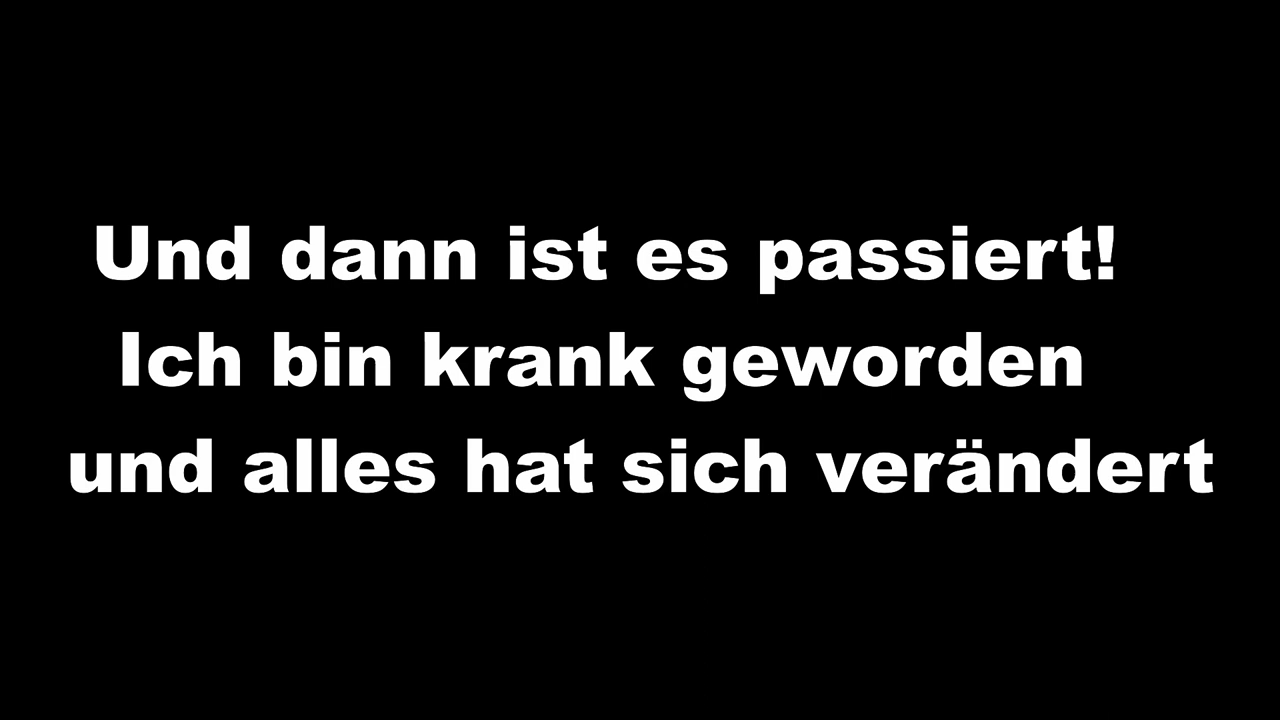 Und dann ist es passiert!
Ich bin krank geworden
und alles hat sich verändert